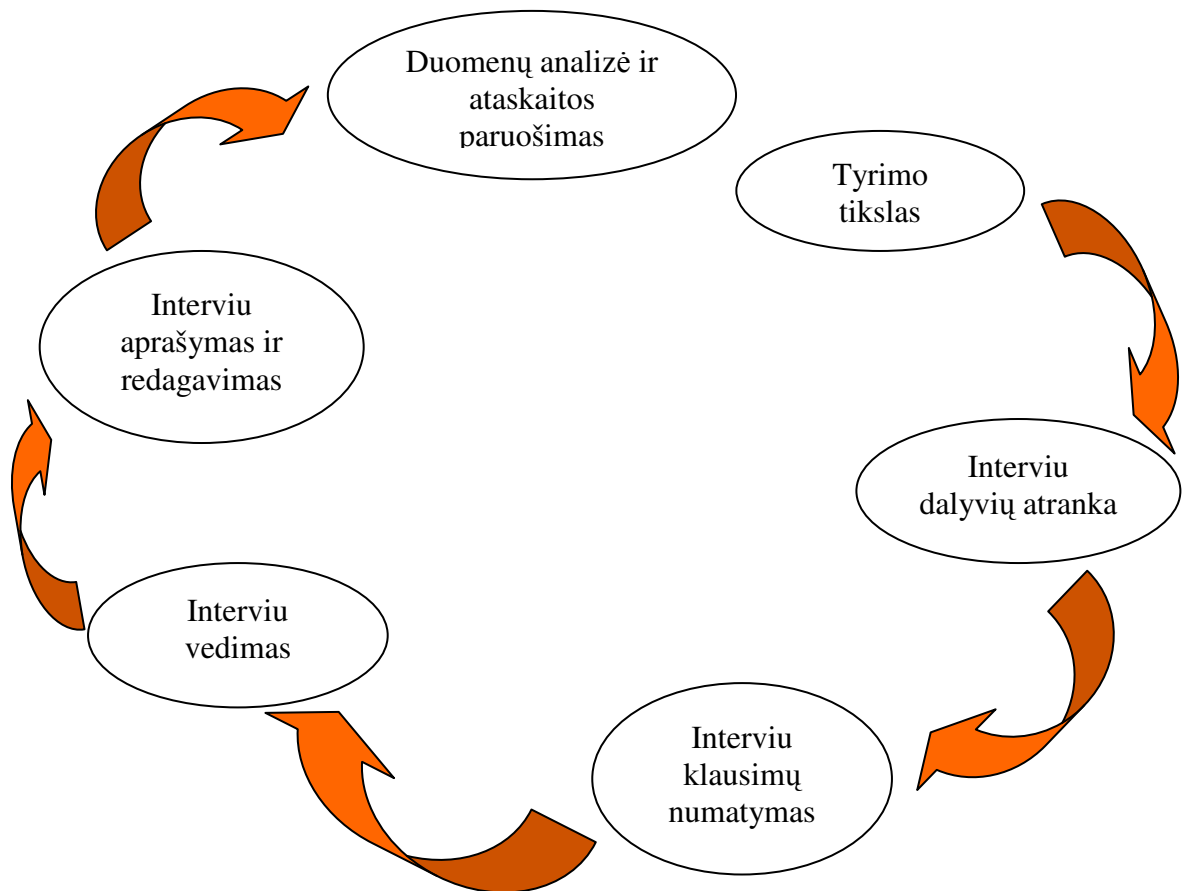 Duomenų analizė ir
ataskaitos
paruošimas
Tyrimo
tikslas
Interviu
dalyvių atranka
Interviu
klausimų
numatymas
Interviu
vedimas
Interviu
aprašymas ir
redagavimas